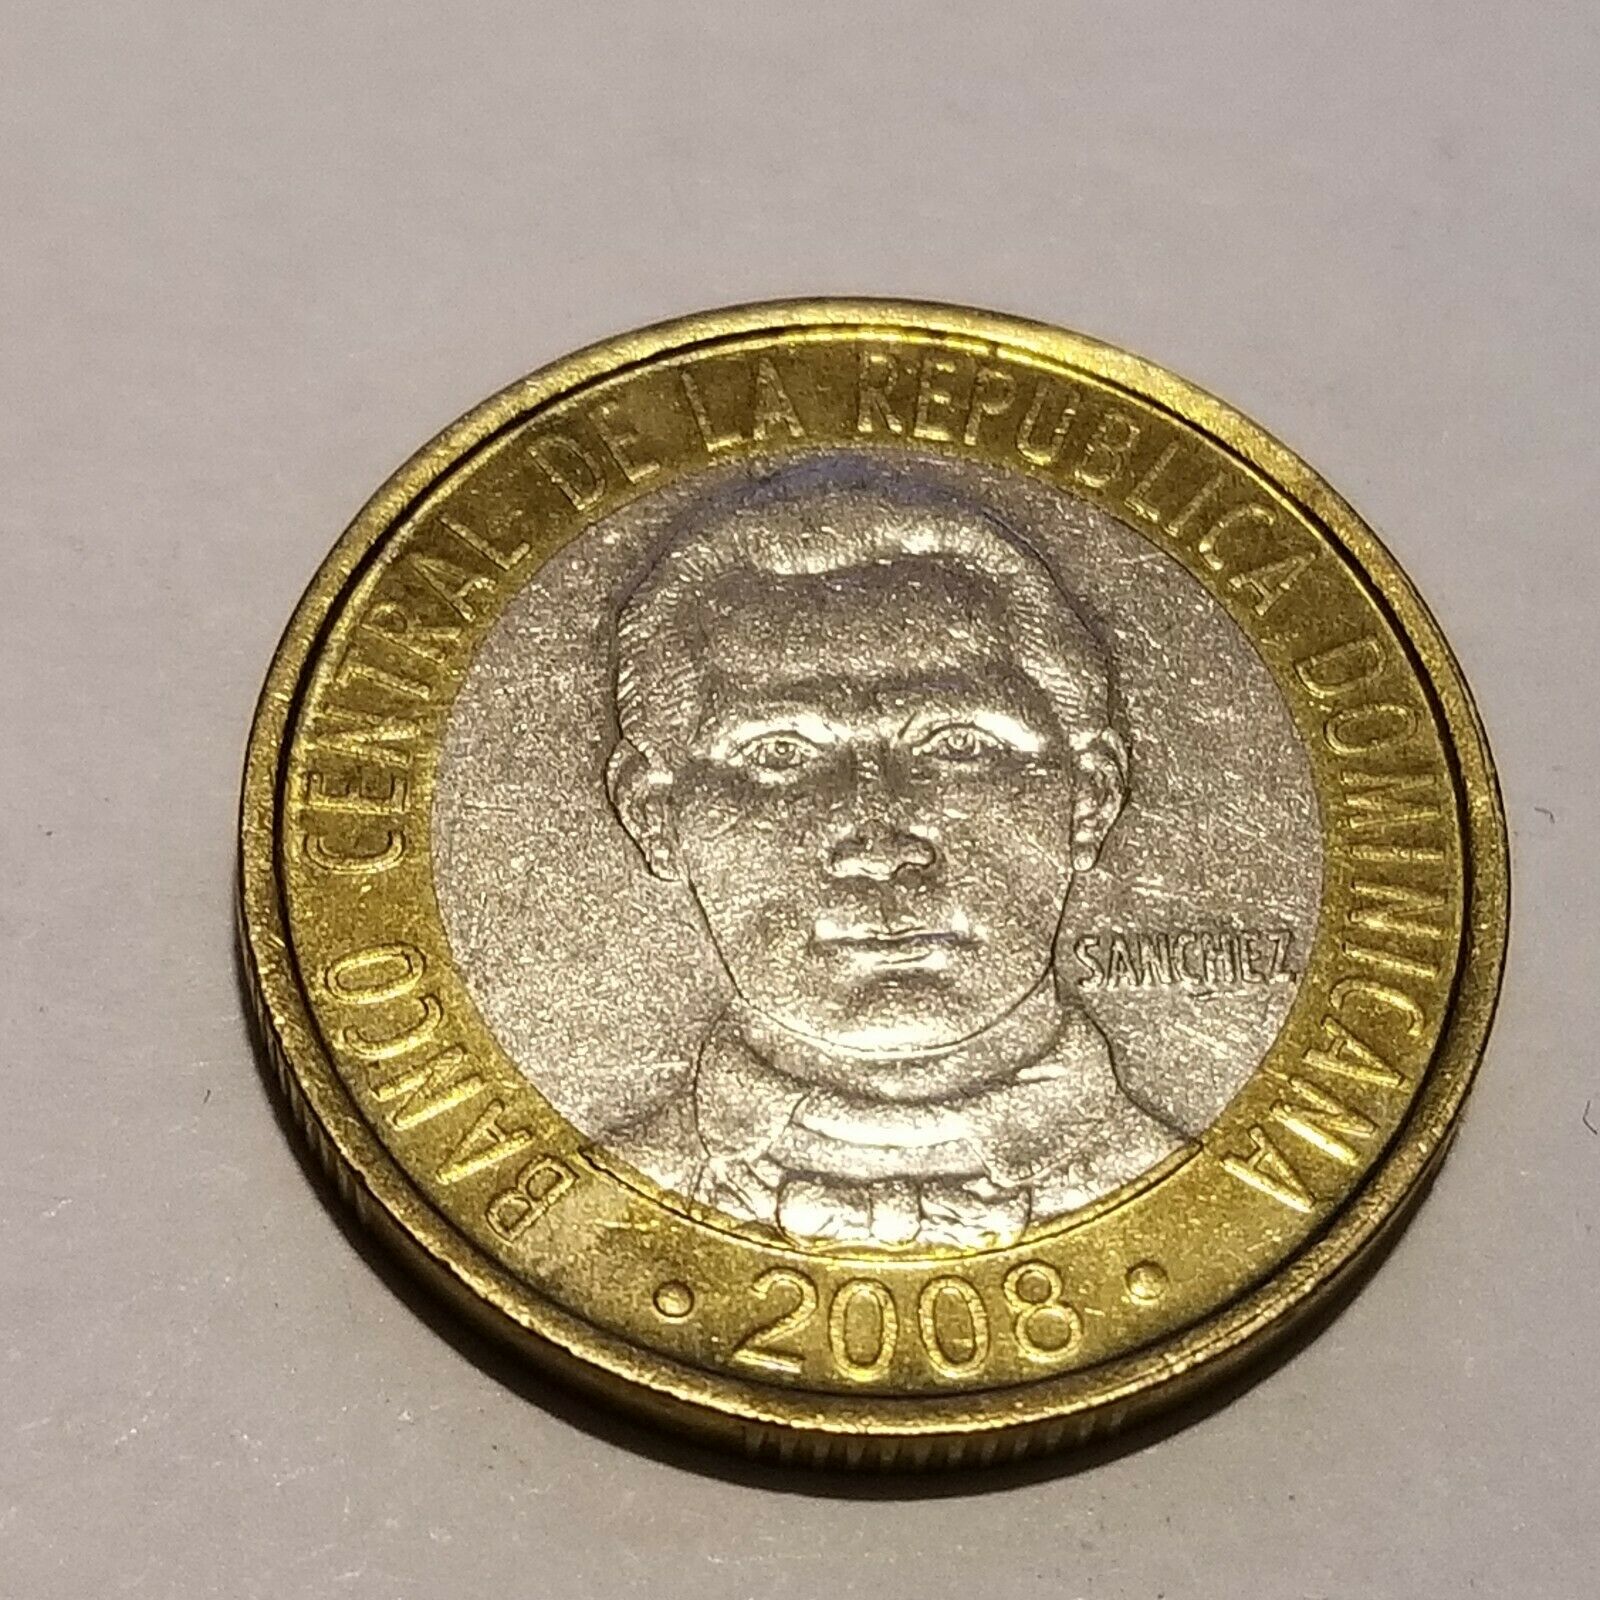 BANCO CENTRAL DE LA REPUBLICA DOMINICANA
SANCHEZ
• 2008 •